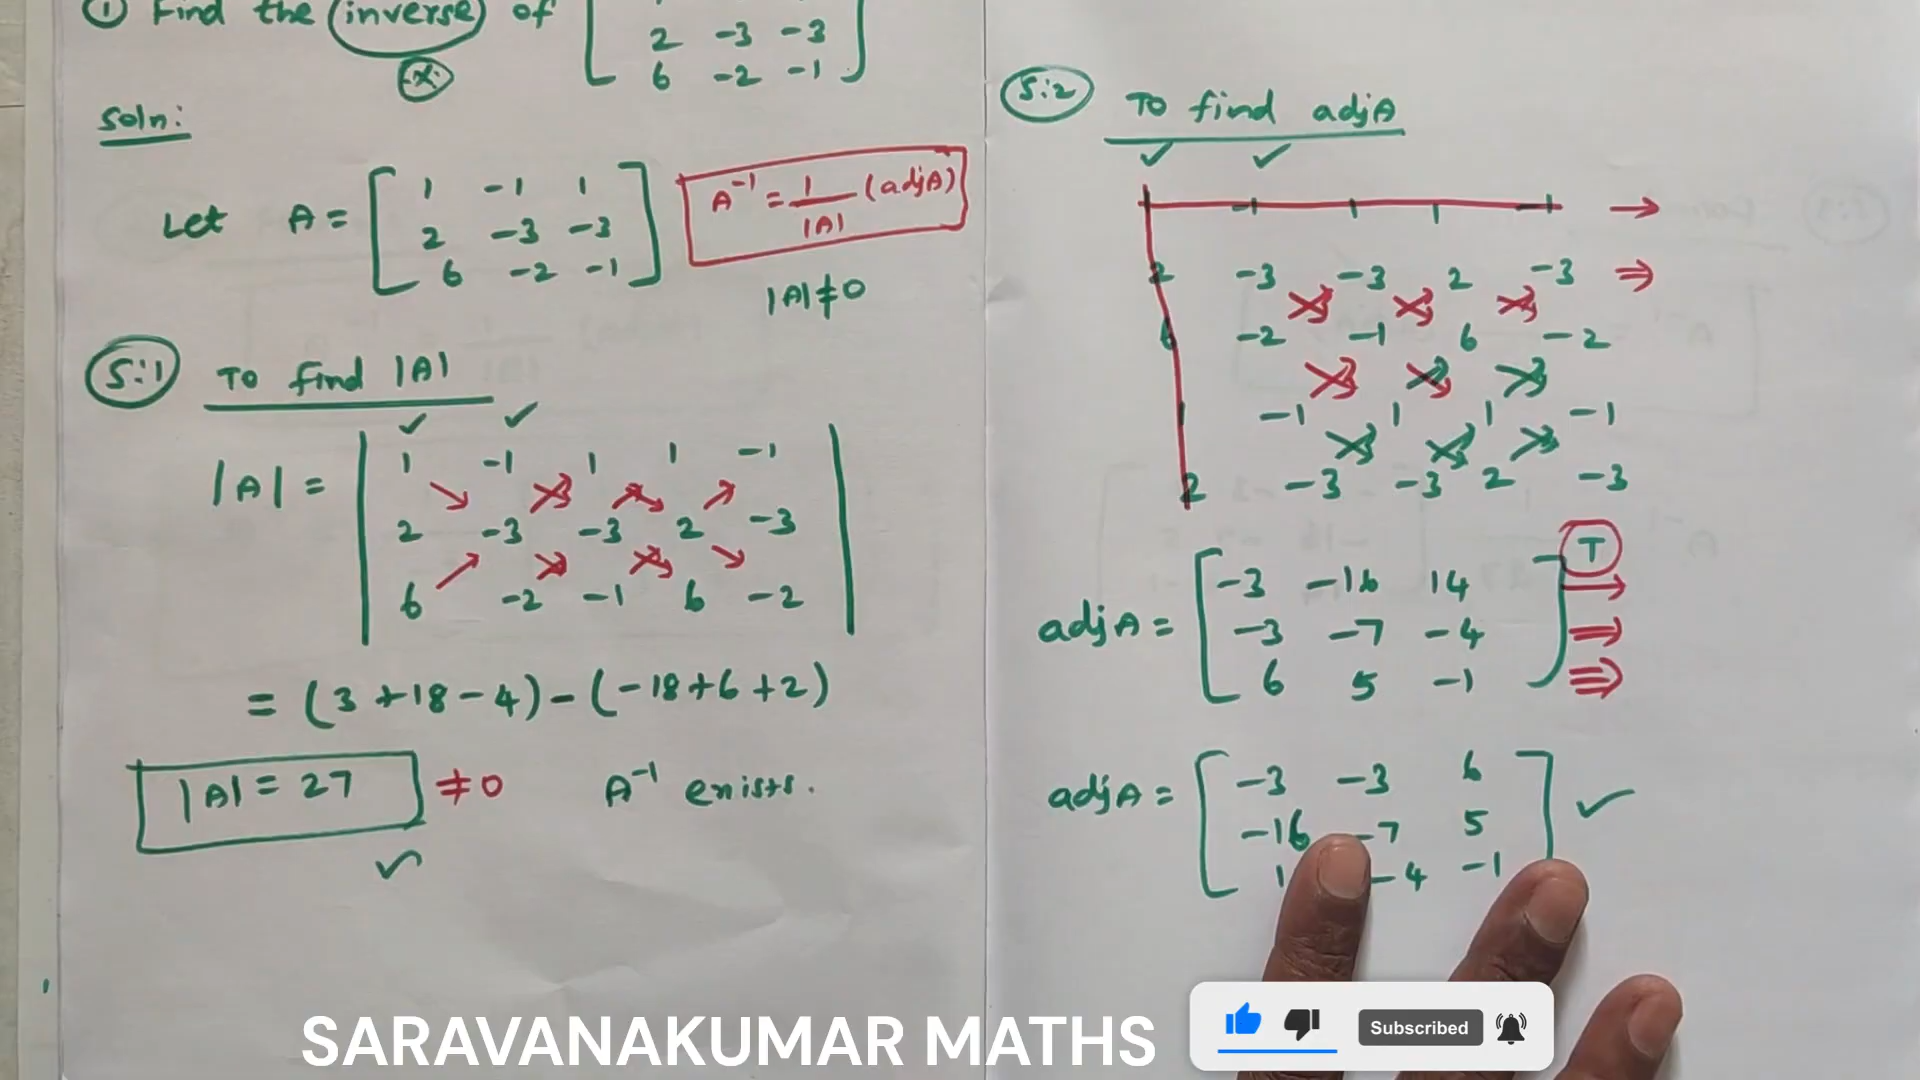 ① Find the inverse of
2 -3 -3
6 -2 -1
Soln:
Let A = [ 1 -1 1
2 -3 -3
6 -2 -1 ]
A⁻¹ = 1/|A| (adjA)
|A| ≠ 0
S:1 To find |A|
|A| = | 1 -1 1 1 -1
2 -3 -3 2 -3
6 -2 -1 6 -2 |
= (3 + 18 - 4) - (-18 + 6 + 2)
|A| = 27 ≠ 0 A⁻¹ exists.
S:2 To find adjA
-1 1 1 -1
2 -3 -3 2 -3
6 -2 -1 6 -2
1 -1 1 1 -1
2 -3 -3 2 -3
adjA = [ -3 -16 14
-3 -7 -4
6 5 -1 ] T
adjA = [ -3 -3 6
-16 -7 5
1 -4 -1 ]
SARAVANAKUMAR MATHS
Subscribed